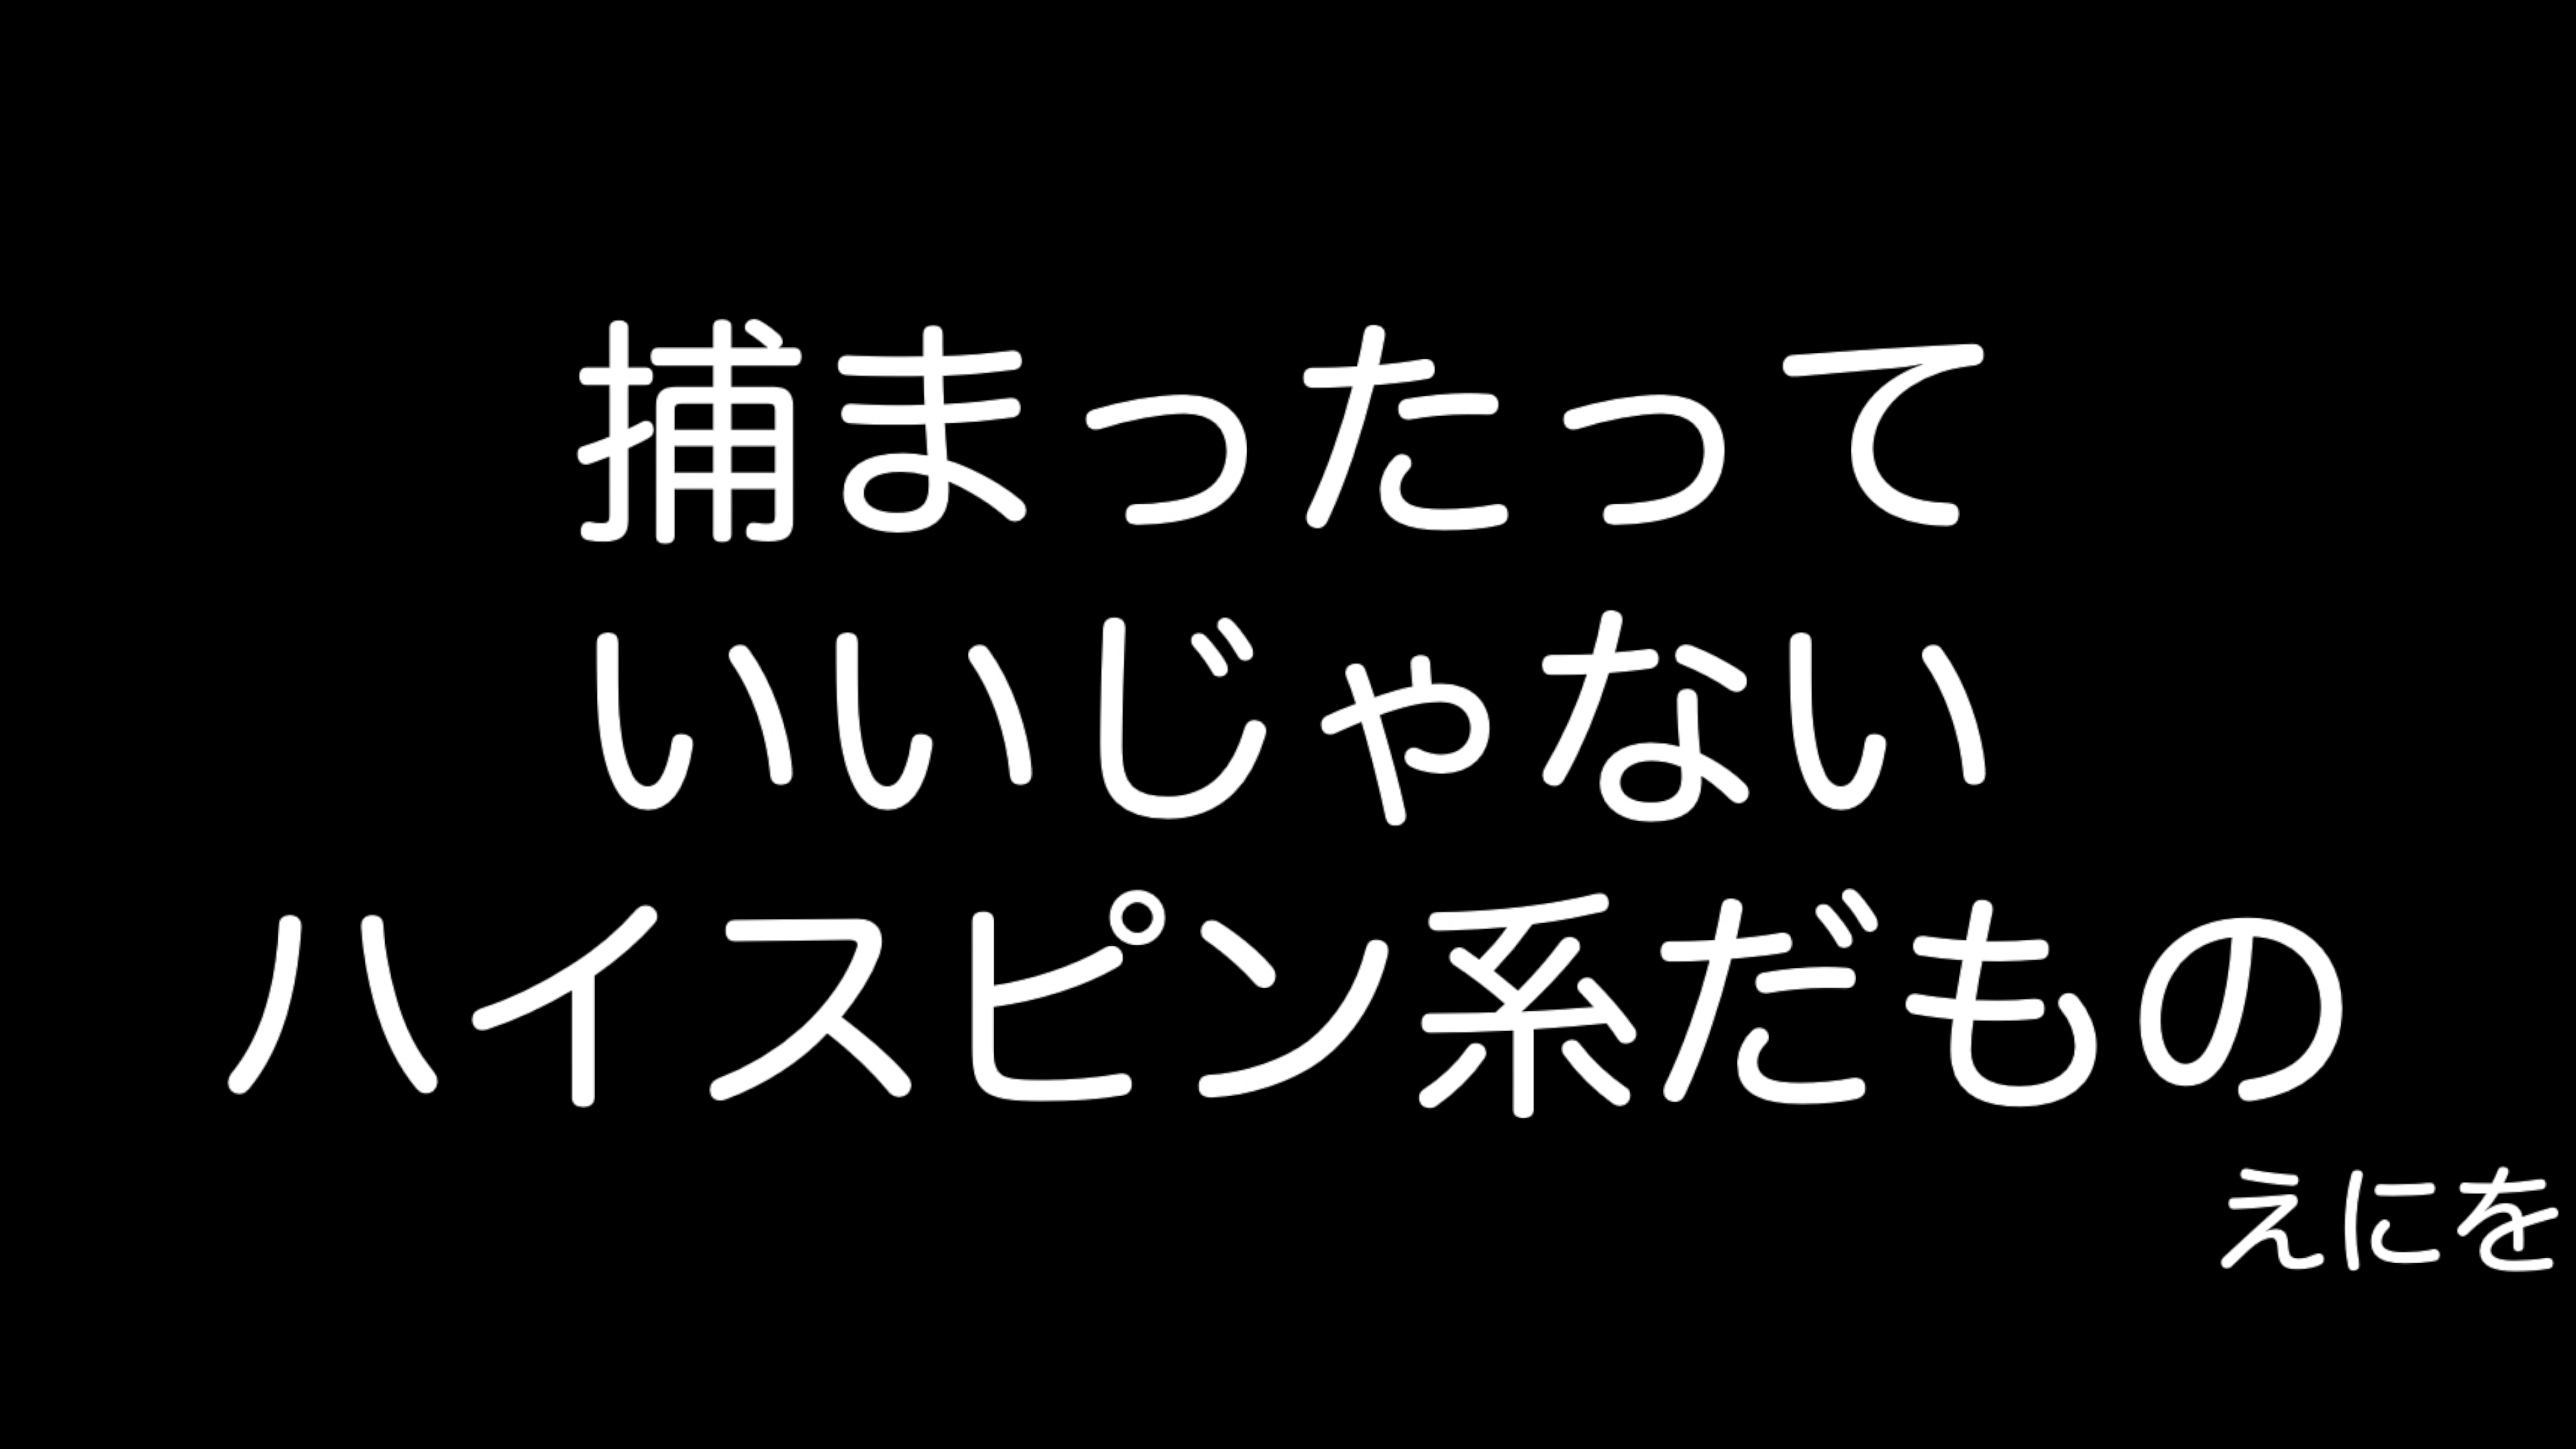 捕まったって
いいじゃない
ハイスピン系だもの
えにを